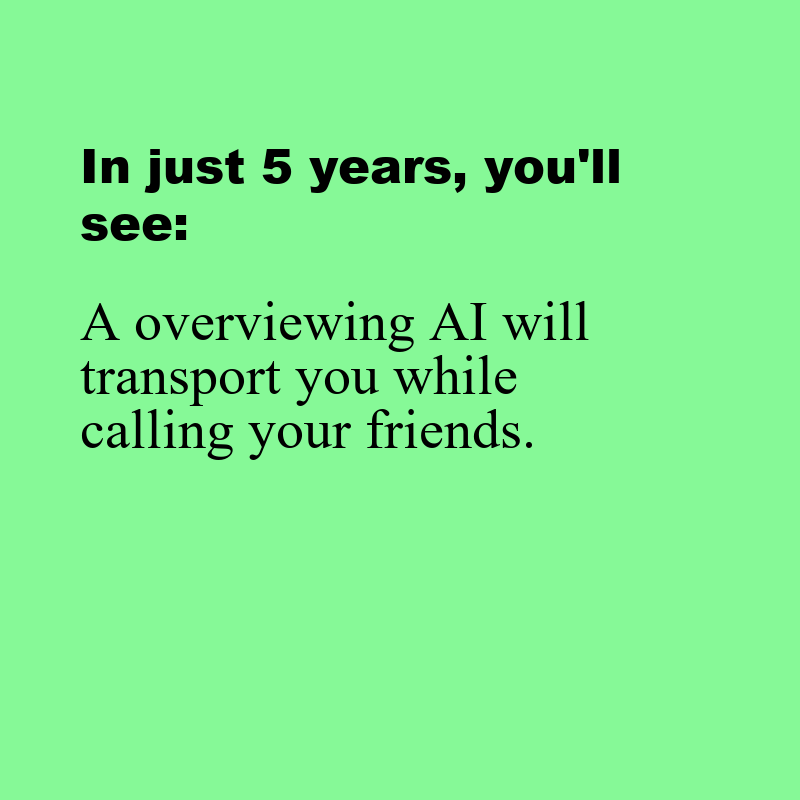 In just 5 years, you'll
see:
A overviewing AI will
transport you while
calling your friends.